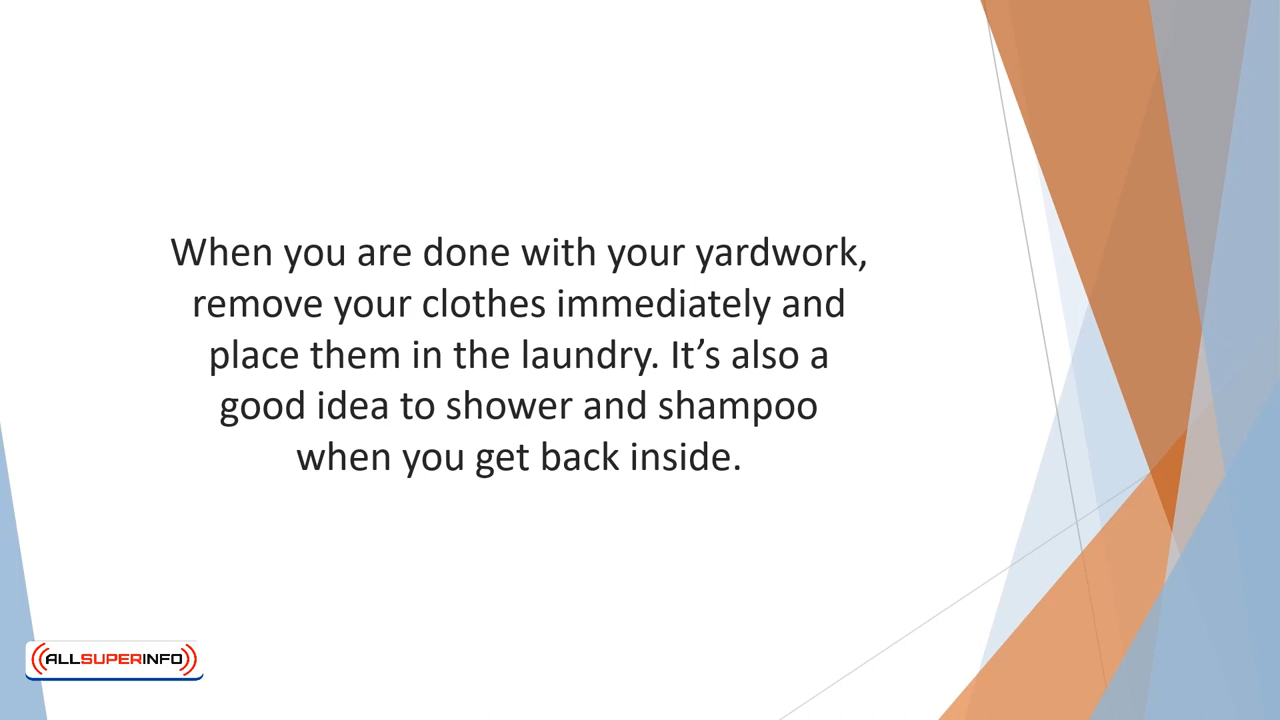 When you are done with your yardwork,
remove your clothes immediately and
place them in the laundry. It’s also a
good idea to shower and shampoo
when you get back inside.
ALLSUPERINFO